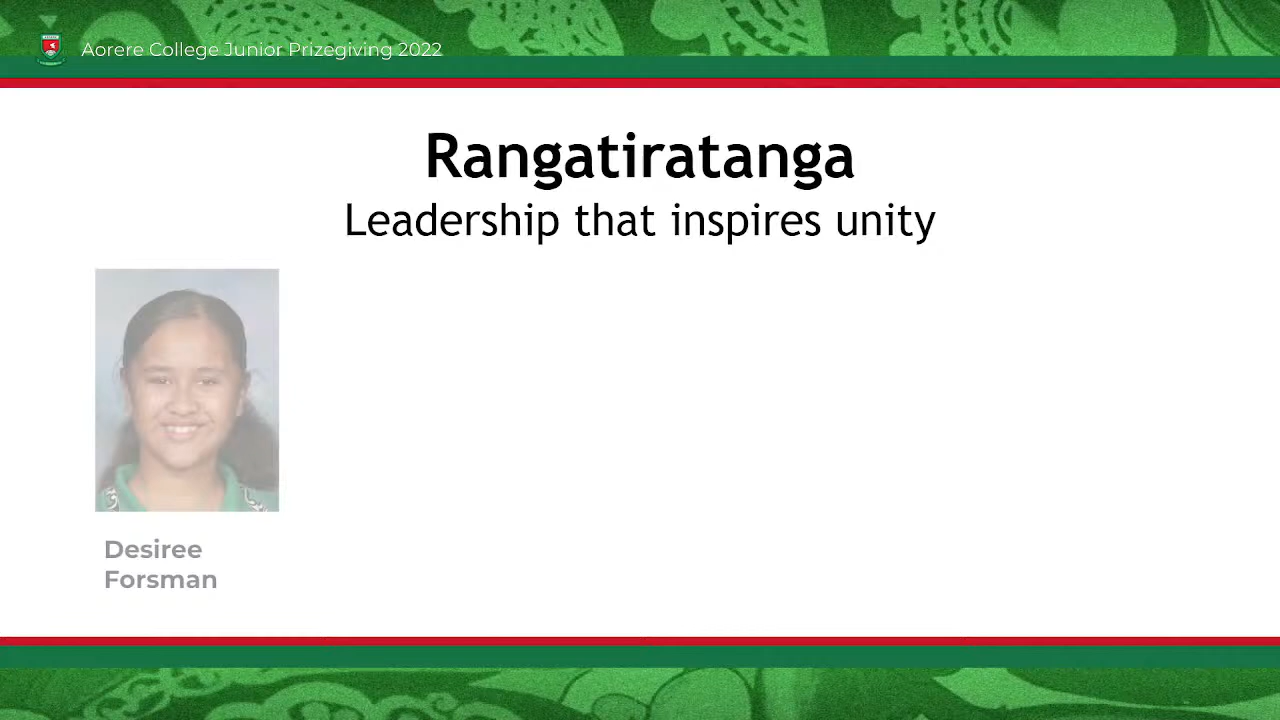 Aorere College Junior Prizegiving 2022
Rangatiratanga
Leadership that inspires unity
Desiree
Forsman